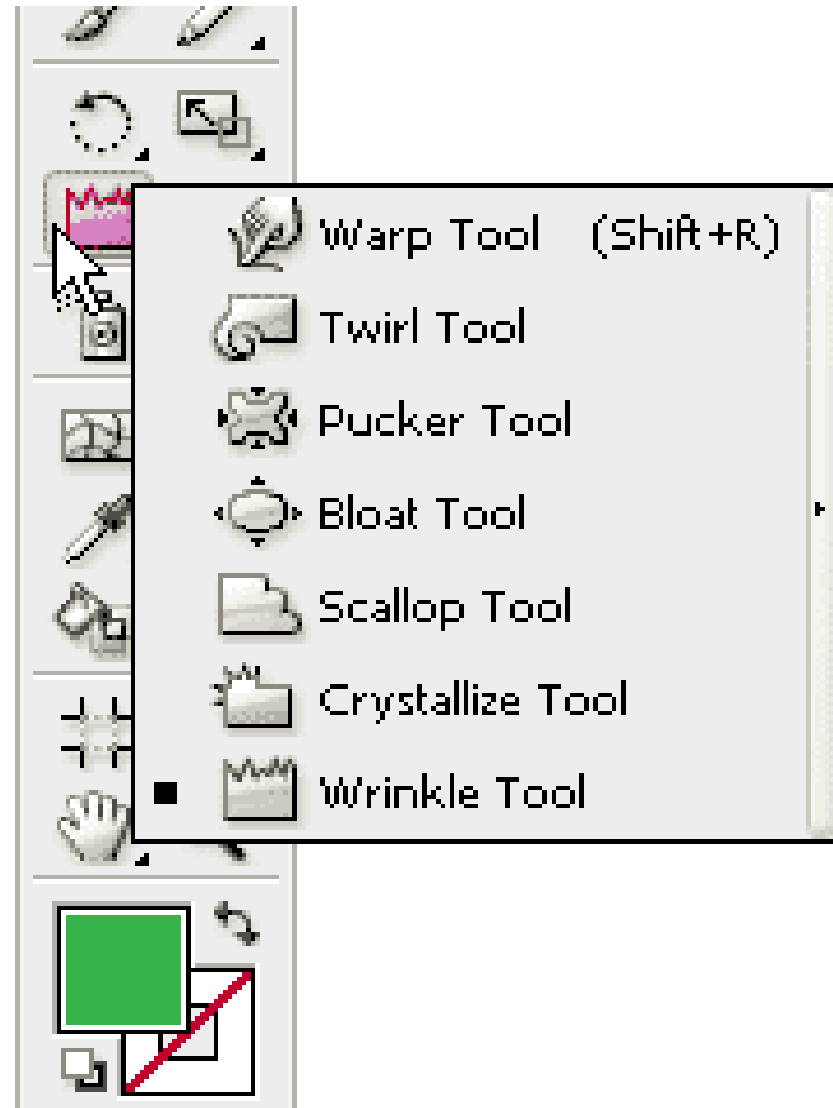 Warp Tool (Shift+R)
Twirl Tool
Pucker Tool
Bloat Tool
Scallop Tool
Crystallize Tool
Wrinkle Tool